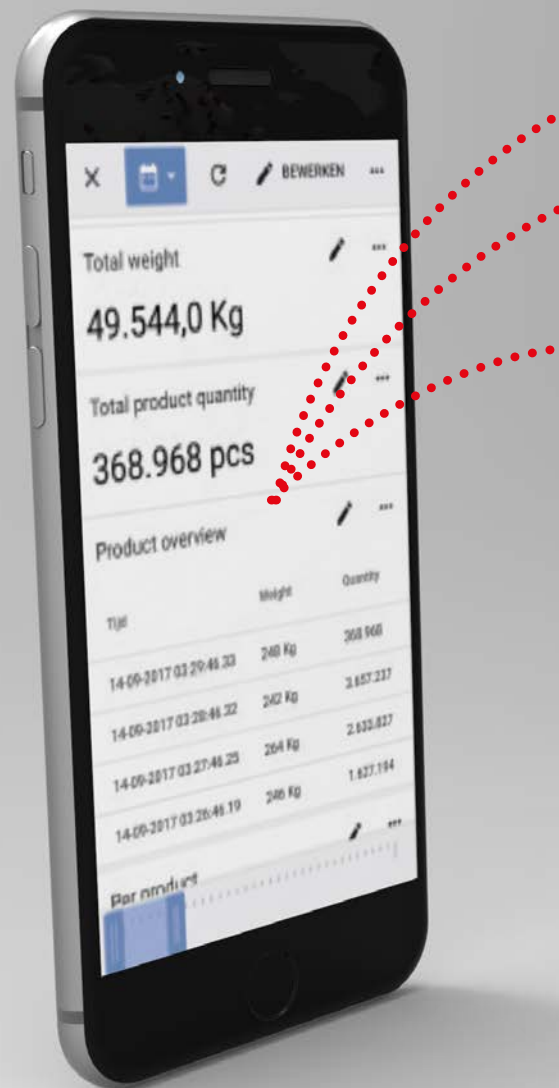 BEWERKEN
Total weight
49.544,0 Kg
Total product quantity
368.968 pcs
Product overview
Tijd Weight Quantity
14-09-2017 03:29:46.33 248 Kg 368.968
14-09-2017 03:28:46.32 242 Kg 3.657.237
14-09-2017 03:27:46.25 264 Kg 2.633.827
14-09-2017 03:26:46.19 246 Kg 1.627.194
Per product